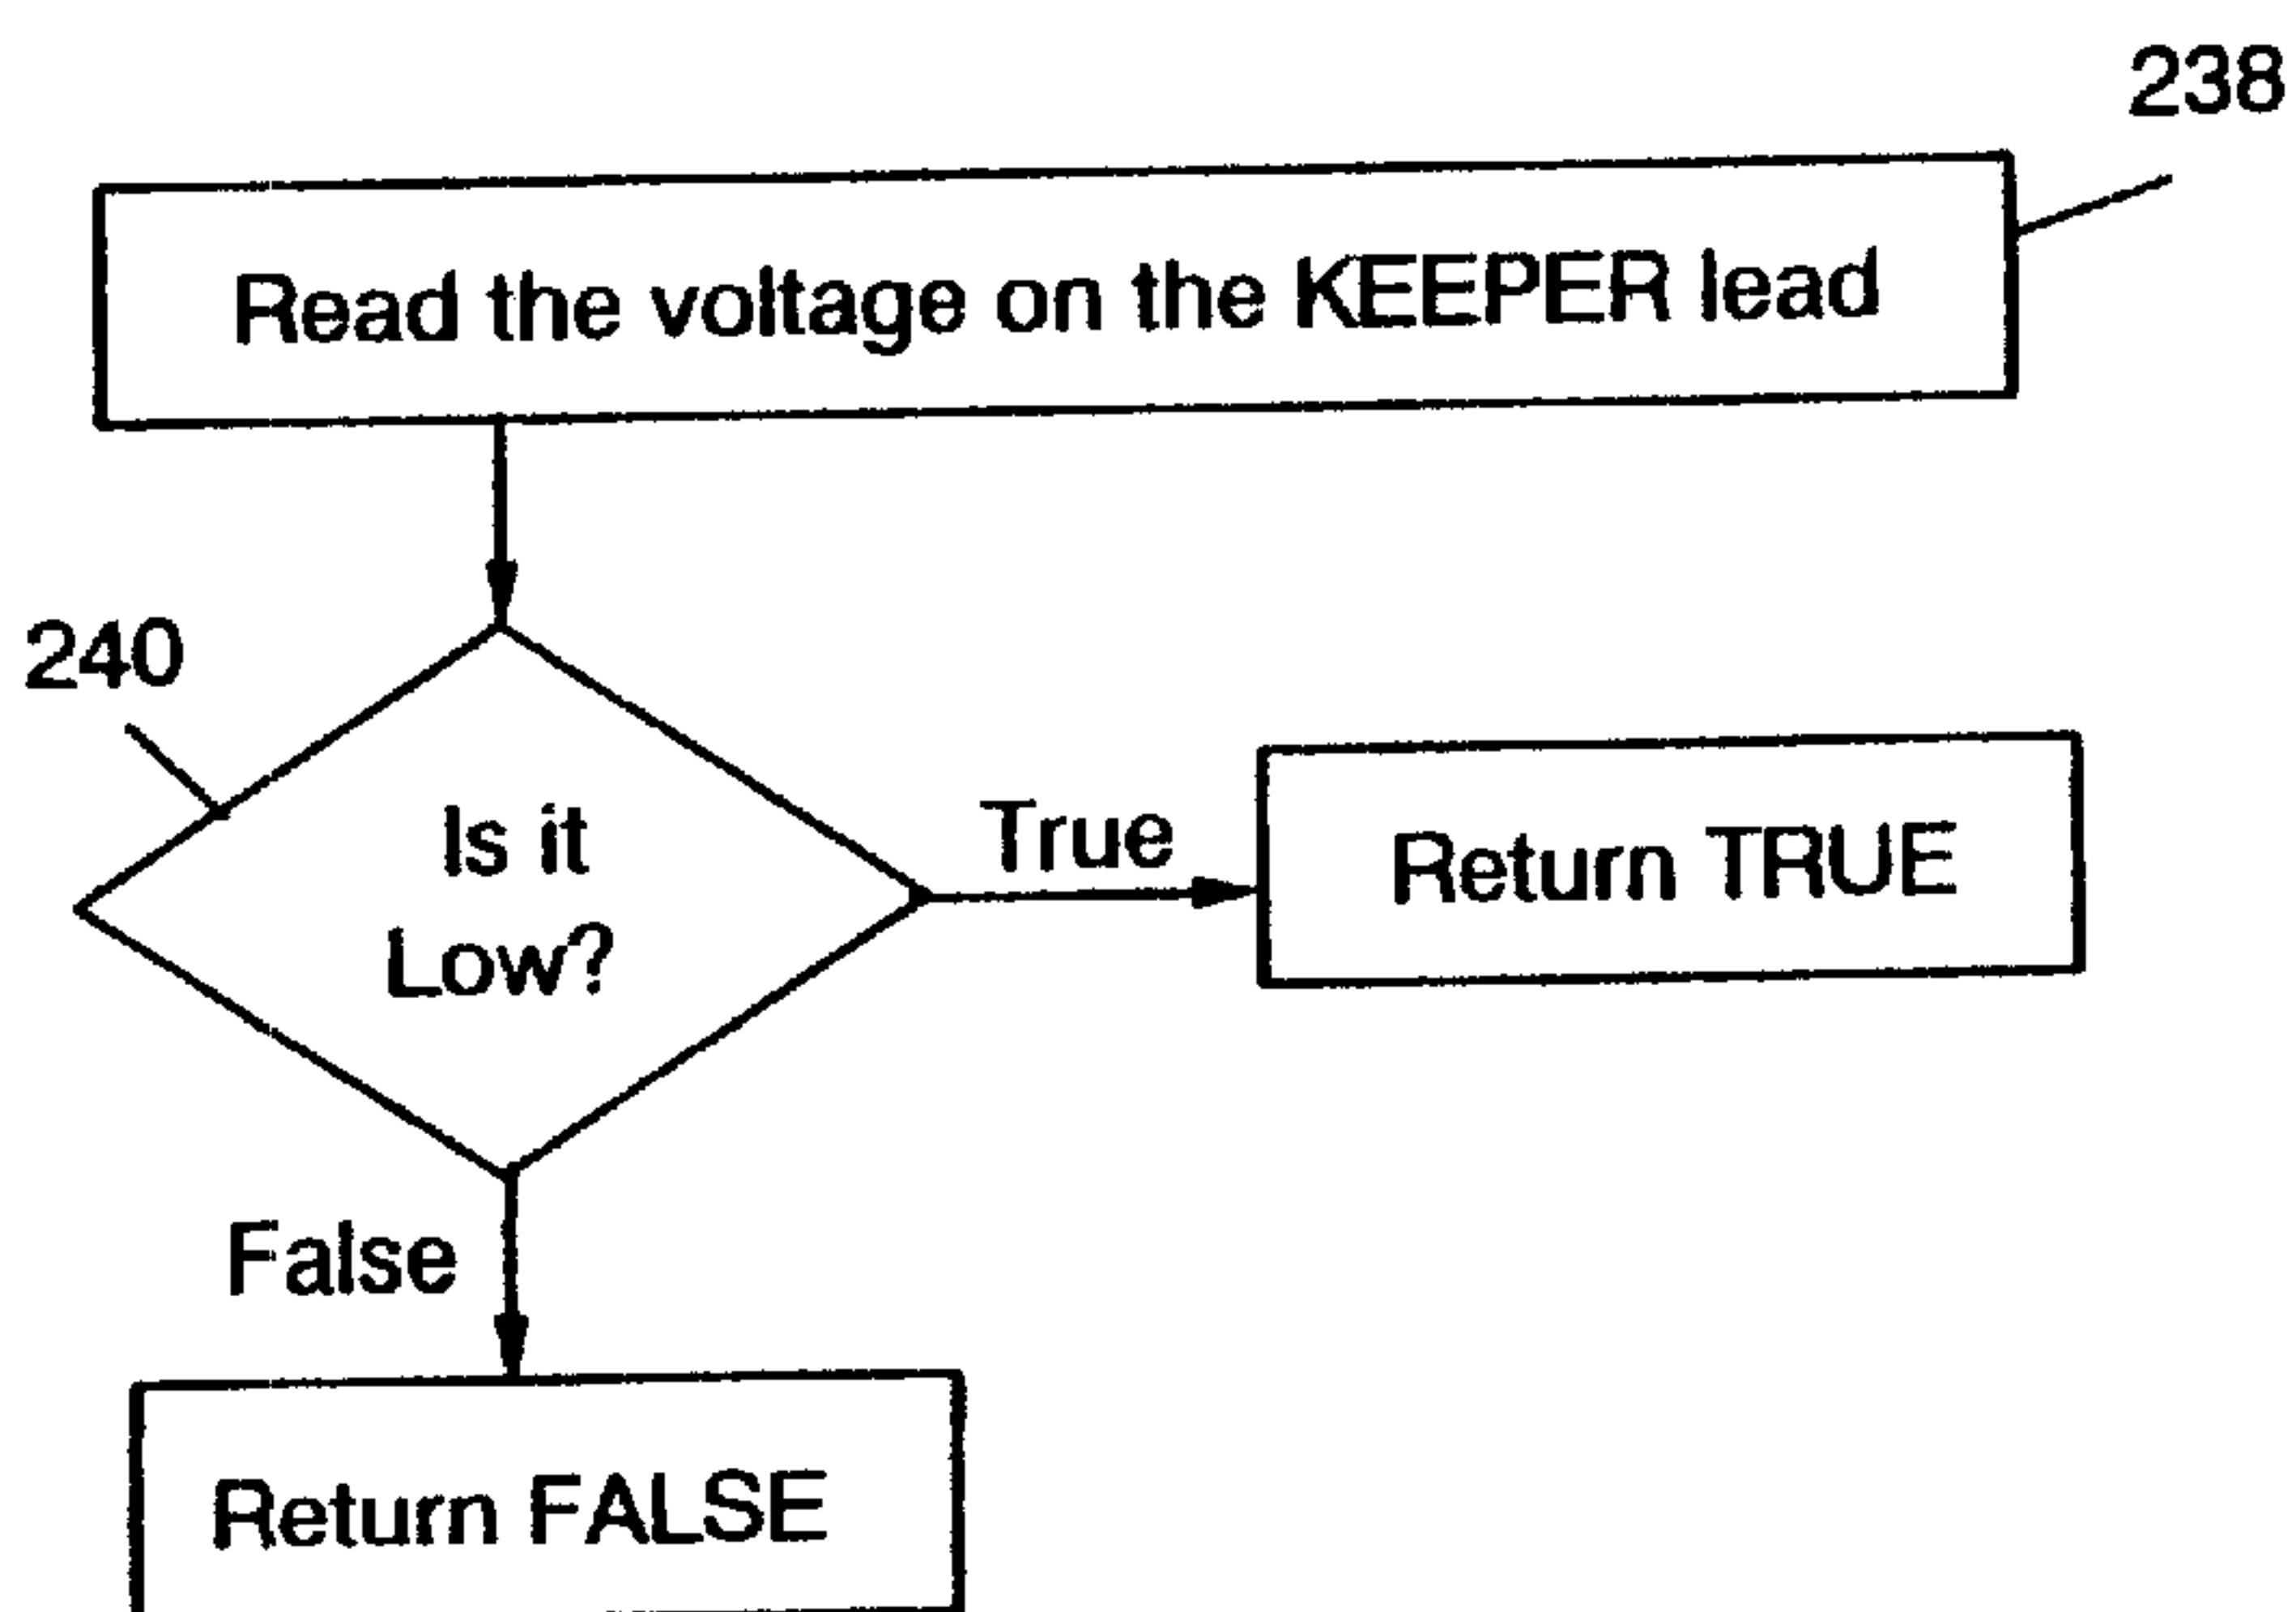 238
Read the voltage on the KEEPER lead
240
Is it
Low?
True
Return TRUE
False
Return FALSE